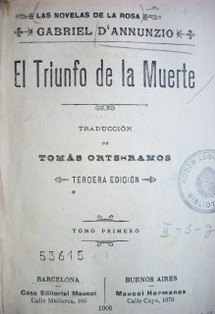 LAS NOVELAS DE LA ROSA
GABRIEL D'ANNUNZIO
El Triunfo de la Muerte
TRADUCCIÓN
DE
TOMÁS ORTS-RAMOS
TERCERA EDICIÓN
TOMO PRIMERO
53615
BARCELONA
Casa Editorial Maucci
Calle Mallorca, 166
BUENOS AIRES
Maucci Hermanos
Calle Cuyo, 1070
1906